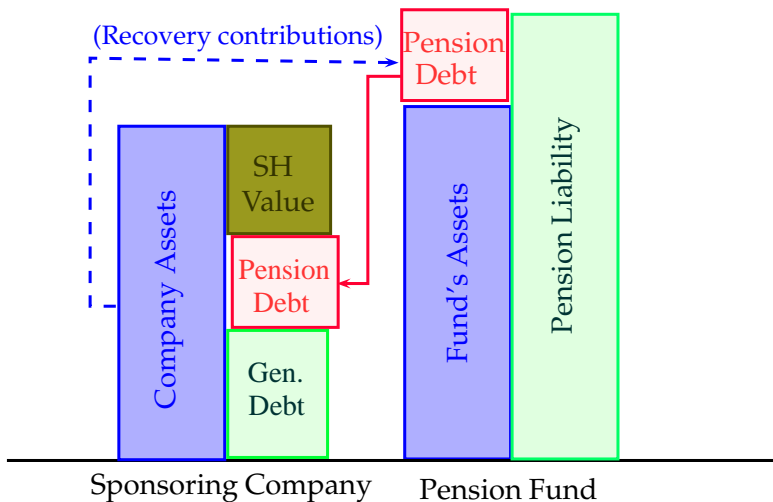 (Recovery contributions)
Pension
Debt
Company Assets
SH
Value
Pension
Debt
Gen.
Debt
Fund's Assets
Pension Liability
Sponsoring Company
Pension Fund